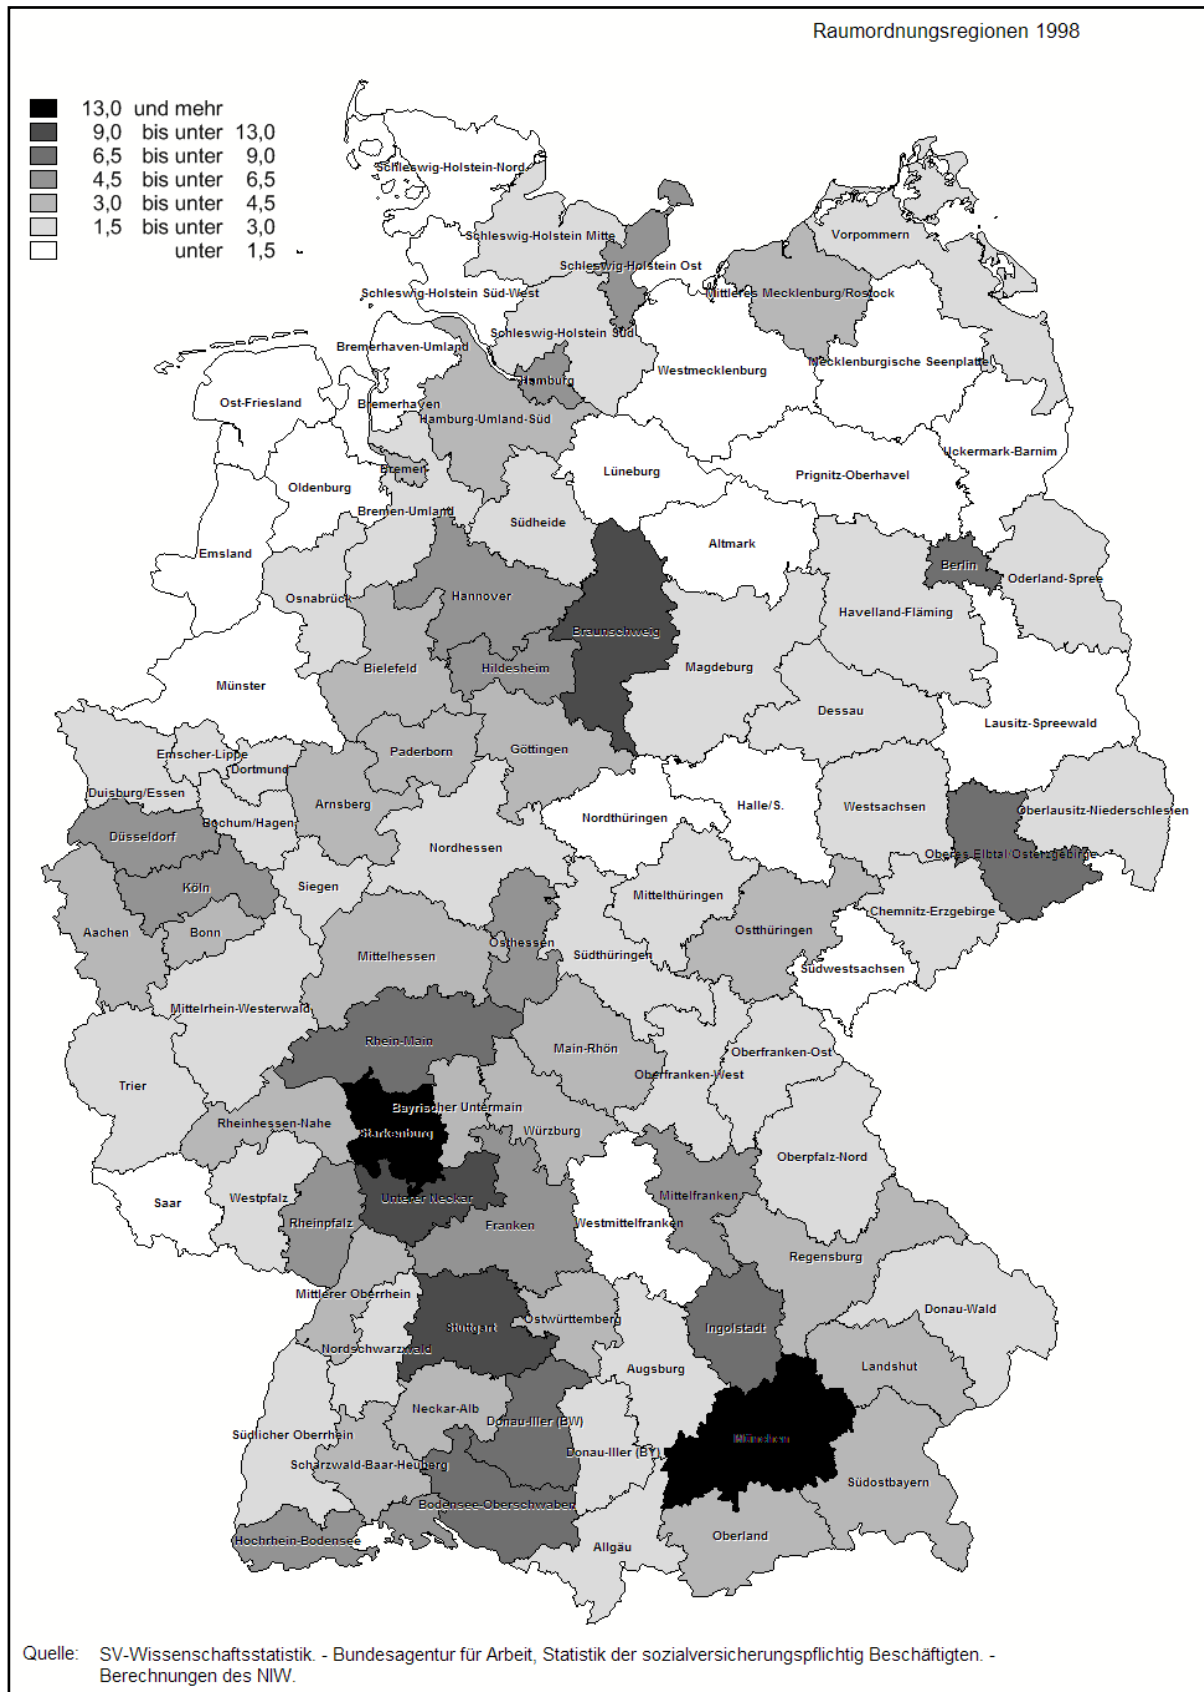 Raumordnungsregionen 1998
13,0 und mehr
9,0 bis unter 13,0
6,5 bis unter 9,0
4,5 bis unter 6,5
3,0 bis unter 4,5
1,5 bis unter 3,0
unter 1,5
Schleswig-Holstein-Nord
Schleswig-Holstein Mitte
Vorpommern
Schleswig-Holstein Ost
Schleswig-Holstein Süd-West
Mittleres Mecklenburg/Rostock
Schleswig-Holstein Süd
Bremerhaven-Umland
Mecklenburgische Seenplatte
Westmecklenburg
Hamburg
Ost-Friesland
Bremerhaven
Hamburg-Umland-Süd
Uckermark-Barnim
Bremen
Lüneburg
Prignitz-Oberhavel
Oldenburg
Bremen-Umland
Südheide
Altmark
Emsland
Berlin
Oderland-Spree
Osnabrück
Hannover
Havelland-Fläming
Braunschweig
Bielefeld
Hildesheim
Magdeburg
Münster
Dessau
Lausitz-Spreewald
Emscher-Lippe
Paderborn
Göttingen
Dortmund
Duisburg/Essen
Arnsberg
Halle/S.
Westsachsen
Oberlausitz-Niederschlesien
Nordthüringen
Bochum/Hagen
Düsseldorf
Nordhessen
Oberes Elbtal Osterzgebirge
Köln
Siegen
Mittelthüringen
Chemnitz-Erzgebirge
Aachen
Bonn
Osthessen
Ostthüringen
Mittelhessen
Südthüringen
Südwestsachsen
Mittelrhein-Westerwald
Rhein-Main
Main-Rhön
Oberfranken-Ost
Oberfranken-West
Trier
Bayrischer Untermain
Rheinhessen-Nahe
Starkenburg
Würzburg
Oberpfalz-Nord
Saar
Westpfalz
Unterer Neckar
Mittelfranken
Rheinpfalz
Franken
Westmittelfranken
Regensburg
Mittlerer Oberrhein
Donau-Wald
Stuttgart
Ostwürttemberg
Ingolstadt
Nordschwarzwald
Augsburg
Landshut
Neckar-Alb
Donau-Iller (BW)
Südlicher Oberrhein
München
Donau-Iller (BY)
Scharzwald-Baar-Heuberg
Südostbayern
Bodensee-Oberschwaben
Hochrhein-Bodensee
Oberland
Allgäu
Quelle: SV-Wissenschaftsstatistik. - Bundesagentur für Arbeit, Statistik der sozialversicherungspflichtig Beschäftigten. -
Berechnungen des NIW.